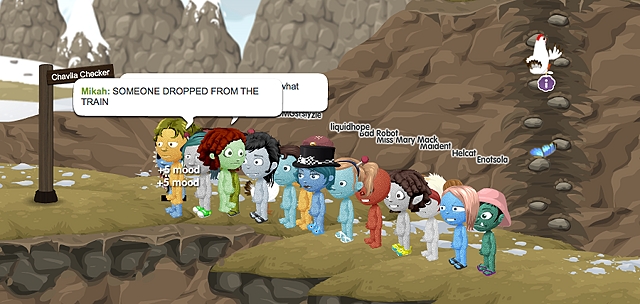 Chavila Checker
Mikah: SOMEONE DROPPED FROM THE
TRAIN
what
liquidhope
Bad Robot
Miss Mary Mack
Maident
Helcat
Enotsola
+5 mood
+5 mood
i